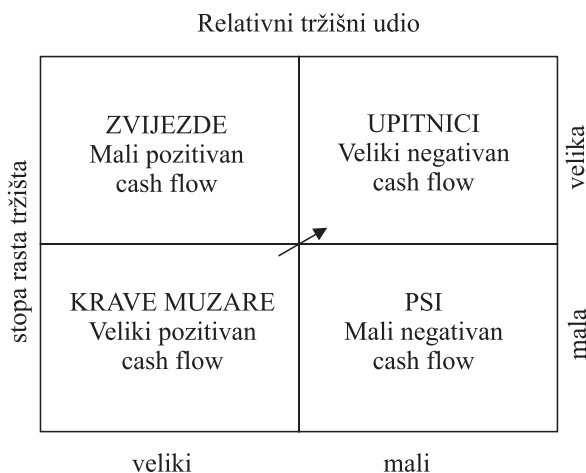 Relativni tržišni udio
stopa rasta tržišta
ZVIJEZDE
Mali pozitivan
cash flow
UPITNICI
Veliki negativan
cash flow
velika
KRAVE MUZARE
Veliki pozitivan
cash flow
PSI
Mali negativan
cash flow
mala
veliki
mali